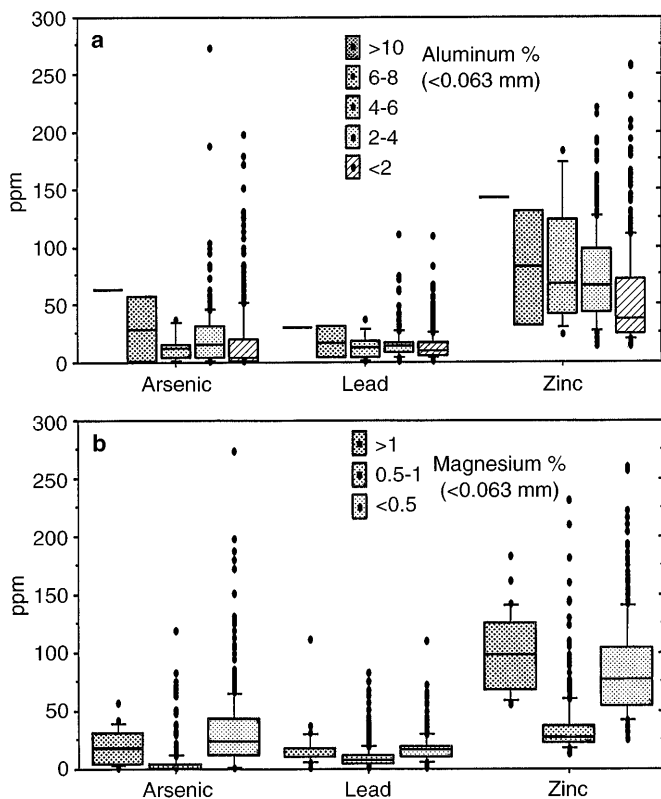 a
300
250
200
150
100
50
0
ppm
>10
6-8
4-6
2-4
<2
Aluminum %
(<0.063 mm)
Arsenic Lead Zinc
b
300
250
200
150
100
50
0
ppm
>1
0.5-1
<0.5
Magnesium %
(<0.063 mm)
Arsenic Lead Zinc